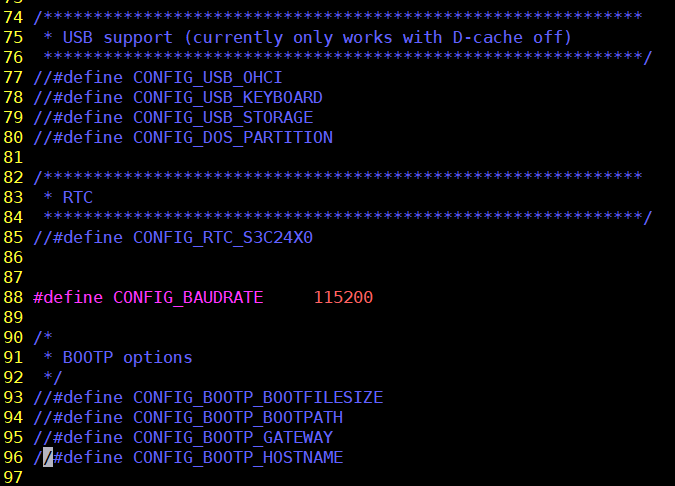 74 /************************************************************
75  * USB support (currently only works with D-cache off)
76  ************************************************************/
77 //#define CONFIG_USB_OHCI
78 //#define CONFIG_USB_KEYBOARD
79 //#define CONFIG_USB_STORAGE
80 //#define CONFIG_DOS_PARTITION
81
82 /************************************************************
83  * RTC
84  ************************************************************/
85 //#define CONFIG_RTC_S3C24X0
86
87
88 #define CONFIG_BAUDRATE     115200
89
90 /*
91  * BOOTP options
92  */
93 //#define CONFIG_BOOTP_BOOTFILESIZE
94 //#define CONFIG_BOOTP_BOOTPATH
95 //#define CONFIG_BOOTP_GATEWAY
96 //#define CONFIG_BOOTP_HOSTNAME
97